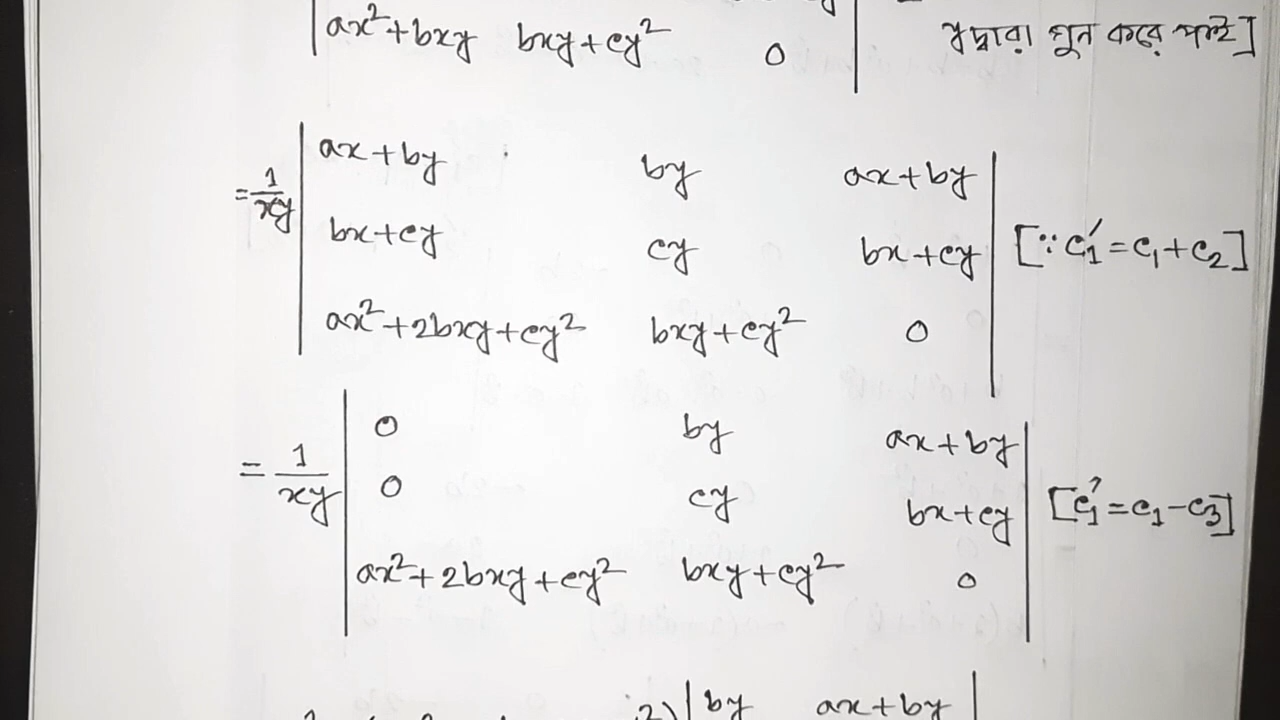 ax²+bxy bxy+cy² 0 y দ্বারা গুন করে পাই]
ax+by by ax+by
=1/xy bx+cy cy bx+cy [∵ c₁′=c₁+c₂]
ax²+2bxy+cy² bxy+cy² 0
0 by ax+by
= 1/xy 0 cy bx+cy [c₁′=c₁-c₃]
ax²+2bxy+cy² bxy+cy² 0
by ax+by